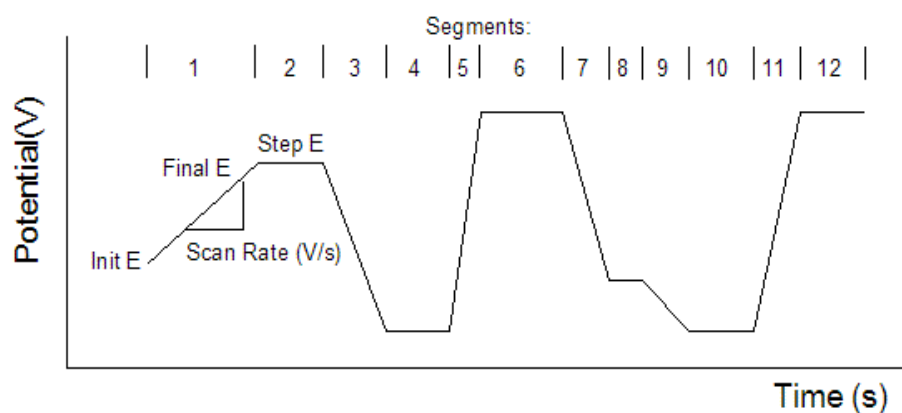 Segments:
1 2 3 4 5 6 7 8 9 10 11 12
Potential(V)
Step E
Final E
Init E
Scan Rate (V/s)
Time (s)